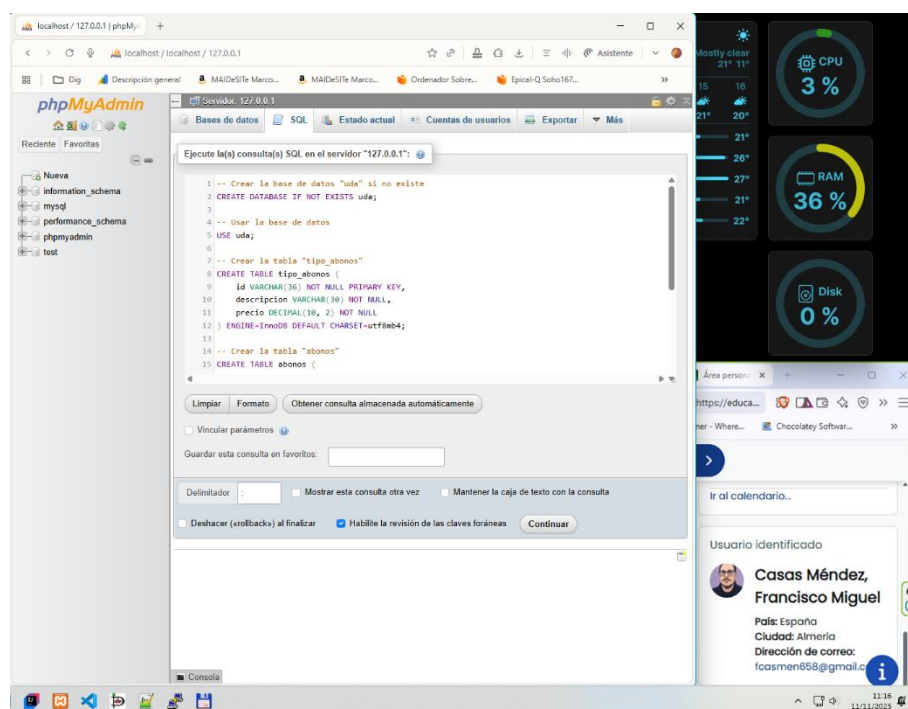 localhost / 127.0.0.1 | phpMy
localhost / localhost / 127.0.0.1
Asistente
Dig
Descripción general
MAIDeSITe Marco...
MAIDeSITe Marco...
Ordenador Sobre...
Epical-Q Soho167...
»
phpMyAdmin
Reciente Favoritas
Nueva
information_schema
mysql
performance_schema
phpmyadmin
test
Servidor: 127.0.0.1
Bases de datos SQL Estado actual Cuentas de usuarios Exportar Más
Ejecute la(s) consulta(s) SQL en el servidor "127.0.0.1":
1 -- Crear la base de datos "uda" si no existe
2 CREATE DATABASE IF NOT EXISTS uda;
3
4 -- Usar la base de datos
5 USE uda;
6
7 -- Crear la tabla "tipo_abonos"
8 CREATE TABLE tipo_abonos (
9 id VARCHAR(36) NOT NULL PRIMARY KEY,
10 descripcion VARCHAR(30) NOT NULL,
11 precio DECIMAL(10, 2) NOT NULL
12 ) ENGINE=InnoDB DEFAULT CHARSET=utf8mb4;
13
14 -- Crear la tabla "abonos"
15 CREATE TABLE abonos (
Limpiar Formato Obtener consulta almacenada automáticamente
Vincular parámetros
Guardar esta consulta en favoritos:
Delimitador ; Mostrar esta consulta otra vez Mantener la caja de texto con la consulta
Deshacer («rollback») al finalizar Habilite la revisión de las claves foráneas Continuar
Consola
Mostly clear
21° 11°
15 16
21° 20°
21°
26°
27°
21°
22°
CPU
3 %
RAM
36 %
Disk
0 %
Área person
https://educa...
ner - Where... Chocolatey Softwar... »
Ir al calendario...
Usuario identificado
Casas Méndez,
Francisco Miguel
País: España
Ciudad: Almería
Dirección de correo:
fcasmen658@gmail.c
i
11:16
11/11/2025